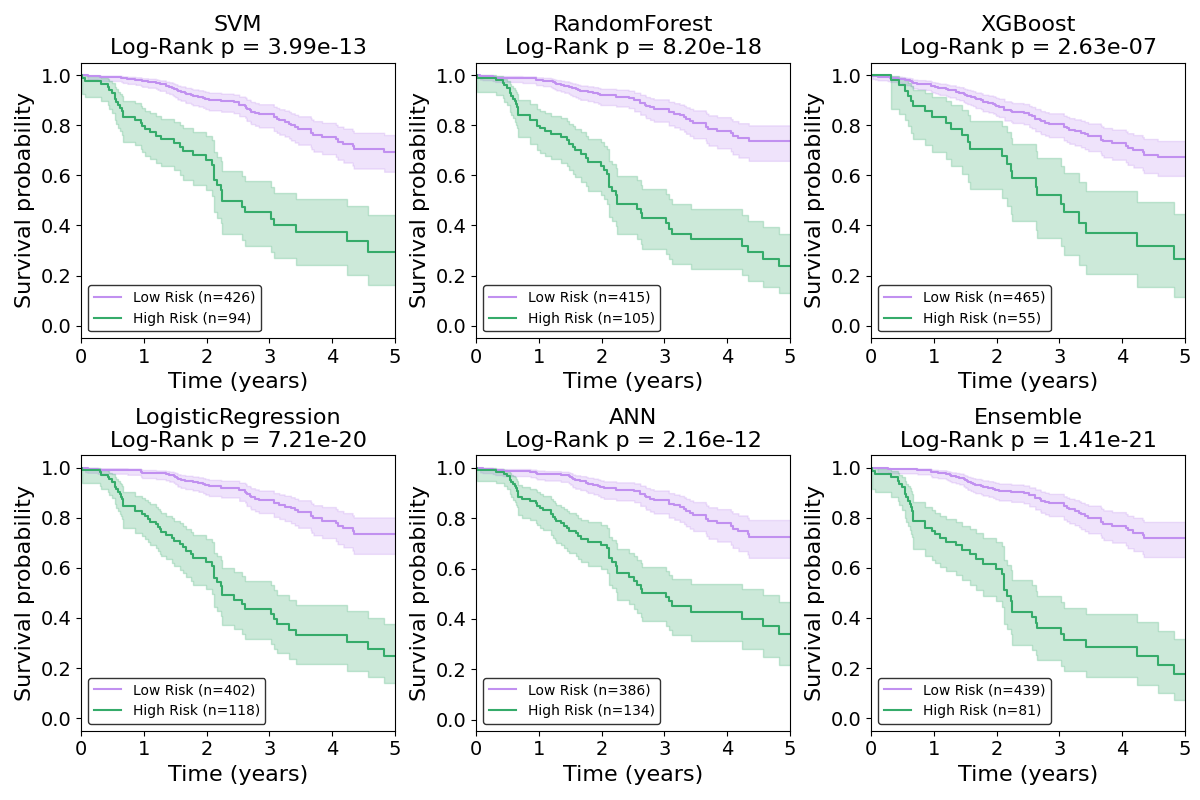 SVM
Log-Rank p = 3.99e-13
Survival probability
1.0
0.8
0.6
0.4
0.2
0.0
Low Risk (n=426)
High Risk (n=94)
0 1 2 3 4 5
Time (years)
RandomForest
Log-Rank p = 8.20e-18
Survival probability
1.0
0.8
0.6
0.4
0.2
0.0
Low Risk (n=415)
High Risk (n=105)
0 1 2 3 4 5
Time (years)
XGBoost
Log-Rank p = 2.63e-07
Survival probability
1.0
0.8
0.6
0.4
0.2
0.0
Low Risk (n=465)
High Risk (n=55)
0 1 2 3 4 5
Time (years)
LogisticRegression
Log-Rank p = 7.21e-20
Survival probability
1.0
0.8
0.6
0.4
0.2
0.0
Low Risk (n=402)
High Risk (n=118)
0 1 2 3 4 5
Time (years)
ANN
Log-Rank p = 2.16e-12
Survival probability
1.0
0.8
0.6
0.4
0.2
0.0
Low Risk (n=386)
High Risk (n=134)
0 1 2 3 4 5
Time (years)
Ensemble
Log-Rank p = 1.41e-21
Survival probability
1.0
0.8
0.6
0.4
0.2
0.0
Low Risk (n=439)
High Risk (n=81)
0 1 2 3 4 5
Time (years)